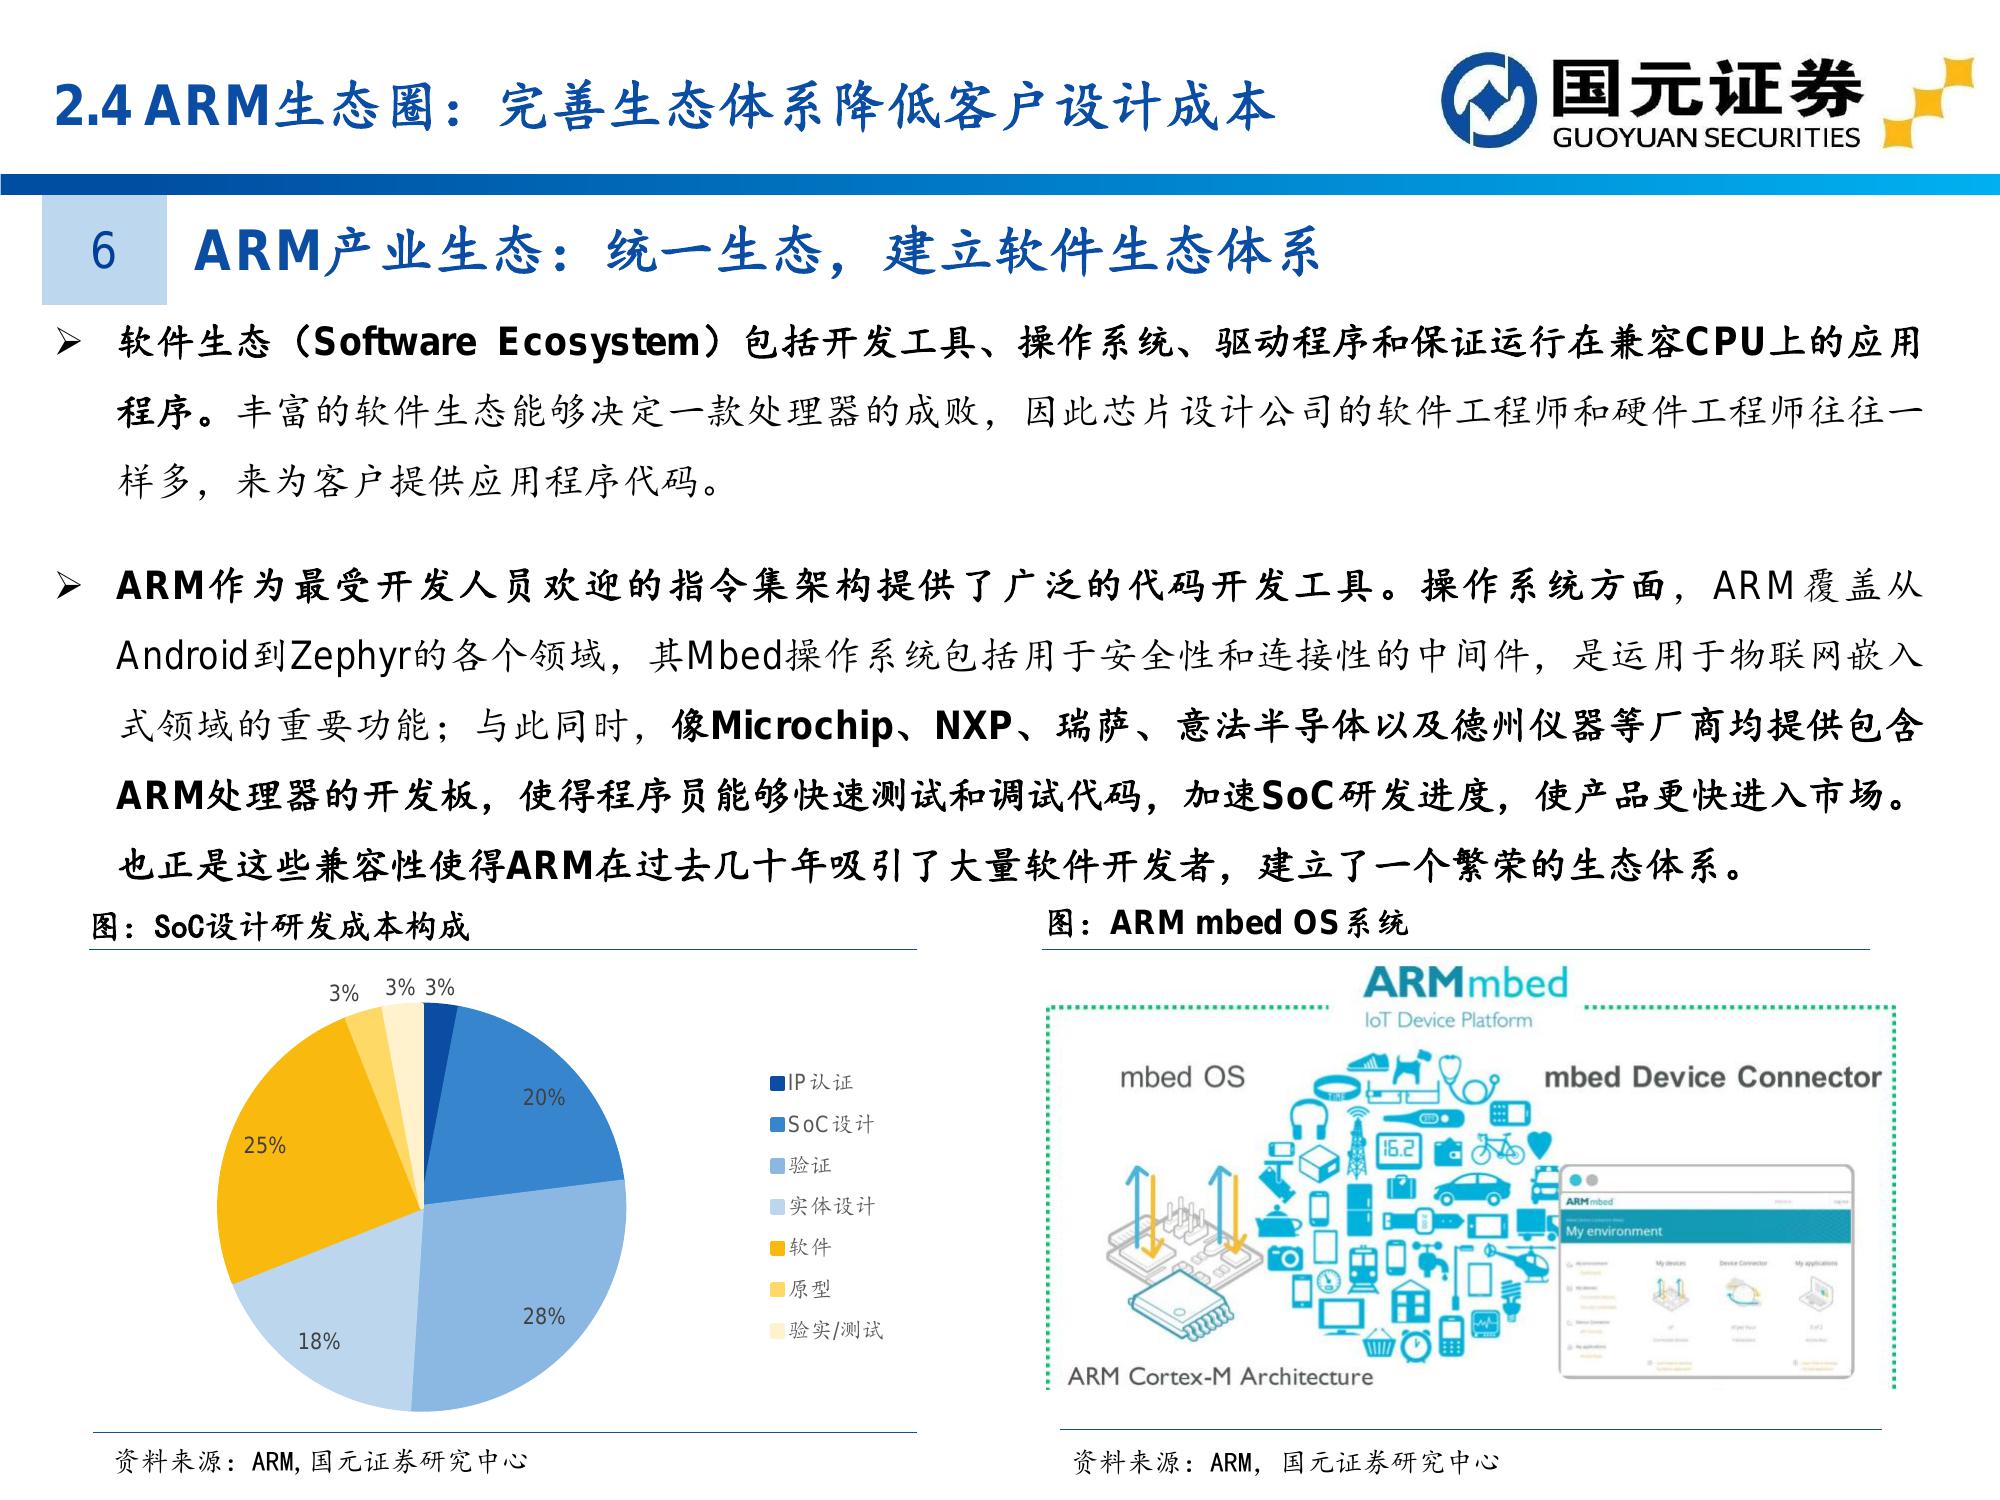 2.4 ARM生态圈：完善生态体系降低客户设计成本
国元证券
GUOYUAN SECURITIES
6
ARM产业生态：统一生态，建立软件生态体系
➢ 软件生态（Software Ecosystem）包括开发工具、操作系统、驱动程序和保证运行在兼容CPU上的应用
程序。丰富的软件生态能够决定一款处理器的成败，因此芯片设计公司的软件工程师和硬件工程师往往一
样多，来为客户提供应用程序代码。
➢ ARM作为最受开发人员欢迎的指令集架构提供了广泛的代码开发工具。操作系统方面，ARM覆盖从
Android到Zephyr的各个领域，其Mbed操作系统包括用于安全性和连接性的中间件，是运用于物联网嵌入
式领域的重要功能；与此同时，像Microchip、NXP、瑞萨、意法半导体以及德州仪器等厂商均提供包含
ARM处理器的开发板，使得程序员能够快速测试和调试代码，加速SoC研发进度，使产品更快进入市场。
也正是这些兼容性使得ARM在过去几十年吸引了大量软件开发者，建立了一个繁荣的生态体系。
图：SoC设计研发成本构成
3%
3%
3%
20%
25%
28%
18%
IP认证
SoC设计
验证
实体设计
软件
原型
验实/测试
资料来源：ARM,国元证券研究中心
图：ARM mbed OS系统
ARMmbed
IoT Device Platform
mbed OS
mbed Device Connector
TIME
16.2
ARMmbed
My environment
My devices
Device Connector
My applications
ARM Cortex-M Architecture
资料来源：ARM，国元证券研究中心